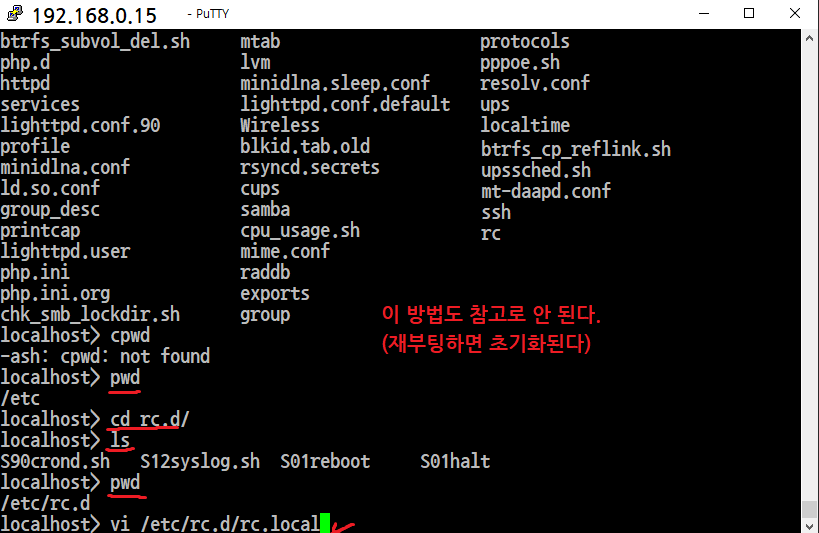 192.168.0.15 - PuTTY
btrfs_subvol_del.sh mtab protocols
php.d lvm pppoe.sh
httpd minidlna.sleep.conf resolv.conf
services lighttpd.conf.default ups
lighttpd.conf.90 Wireless localtime
profile blkid.tab.old btrfs_cp_reflink.sh
minidlna.conf rsyncd.secrets upssched.sh
ld.so.conf cups mt-daapd.conf
group_desc samba ssh
printcap cpu_usage.sh rc
lighttpd.user mime.conf
php.ini raddb
php.ini.org exports
chk_smb_lockdir.sh group 이 방법도 참고로 안 된다.
localhost> cpwd
(재부팅하면 초기화된다)
-ash: cpwd: not found
localhost> pwd
/etc
localhost> cd rc.d/
localhost> ls
S90crond.sh S12syslog.sh S01reboot S01halt
localhost> pwd
/etc/rc.d
localhost> vi /etc/rc.d/rc.local